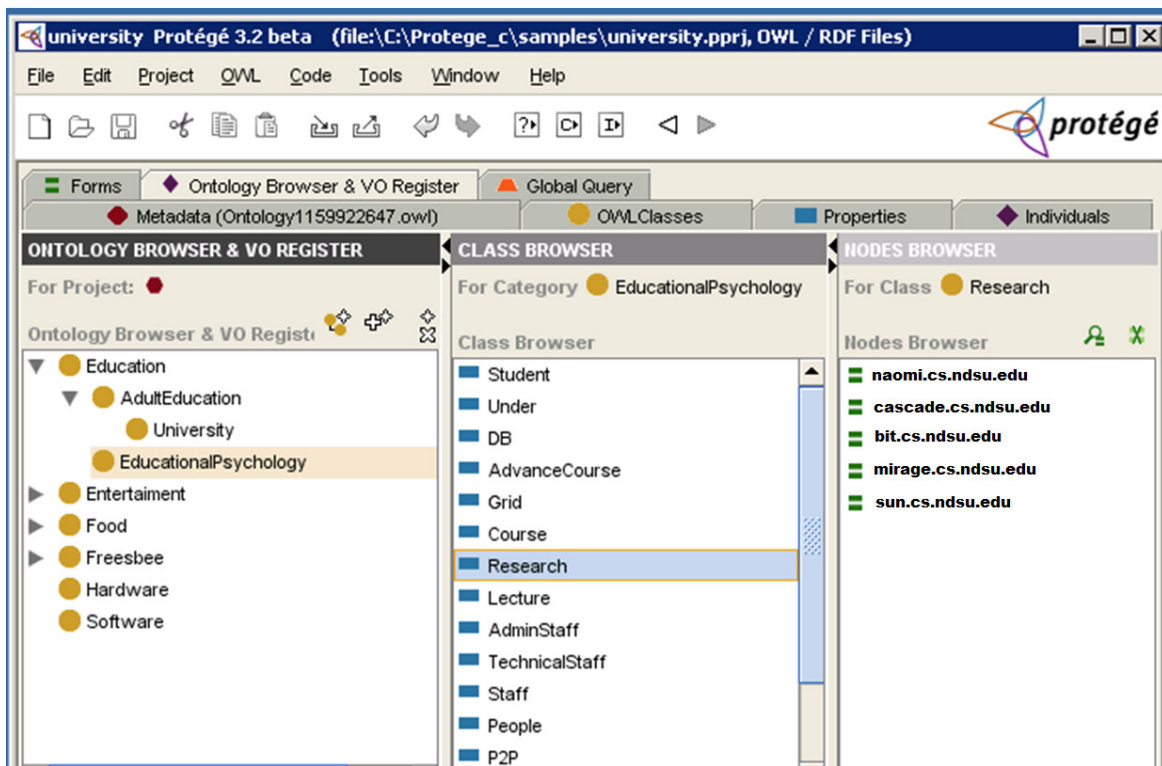 university Protégé 3.2 beta (file:\C:\Protege_c\samples\university.pprj, OWL / RDF Files)
File Edit Project OWL Code Tools Window Help
protégé
Forms Ontology Browser & VO Register Global Query
Metadata (Ontology1159922647.owl) OWLClasses Properties Individuals
ONTOLOGY BROWSER & VO REGISTER
For Project:
Ontology Browser & VO Registe
Education
AdultEducation
University
EducationalPsychology
Entertaiment
Food
Freesbee
Hardware
Software
CLASS BROWSER
For Category EducationalPsychology
Class Browser
Student
Under
DB
AdvanceCourse
Grid
Course
Research
Lecture
AdminStaff
TechnicalStaff
Staff
People
P2P
NODES BROWSER
For Class Research
Nodes Browser
naomi.cs.ndsu.edu
cascade.cs.ndsu.edu
bit.cs.ndsu.edu
mirage.cs.ndsu.edu
sun.cs.ndsu.edu